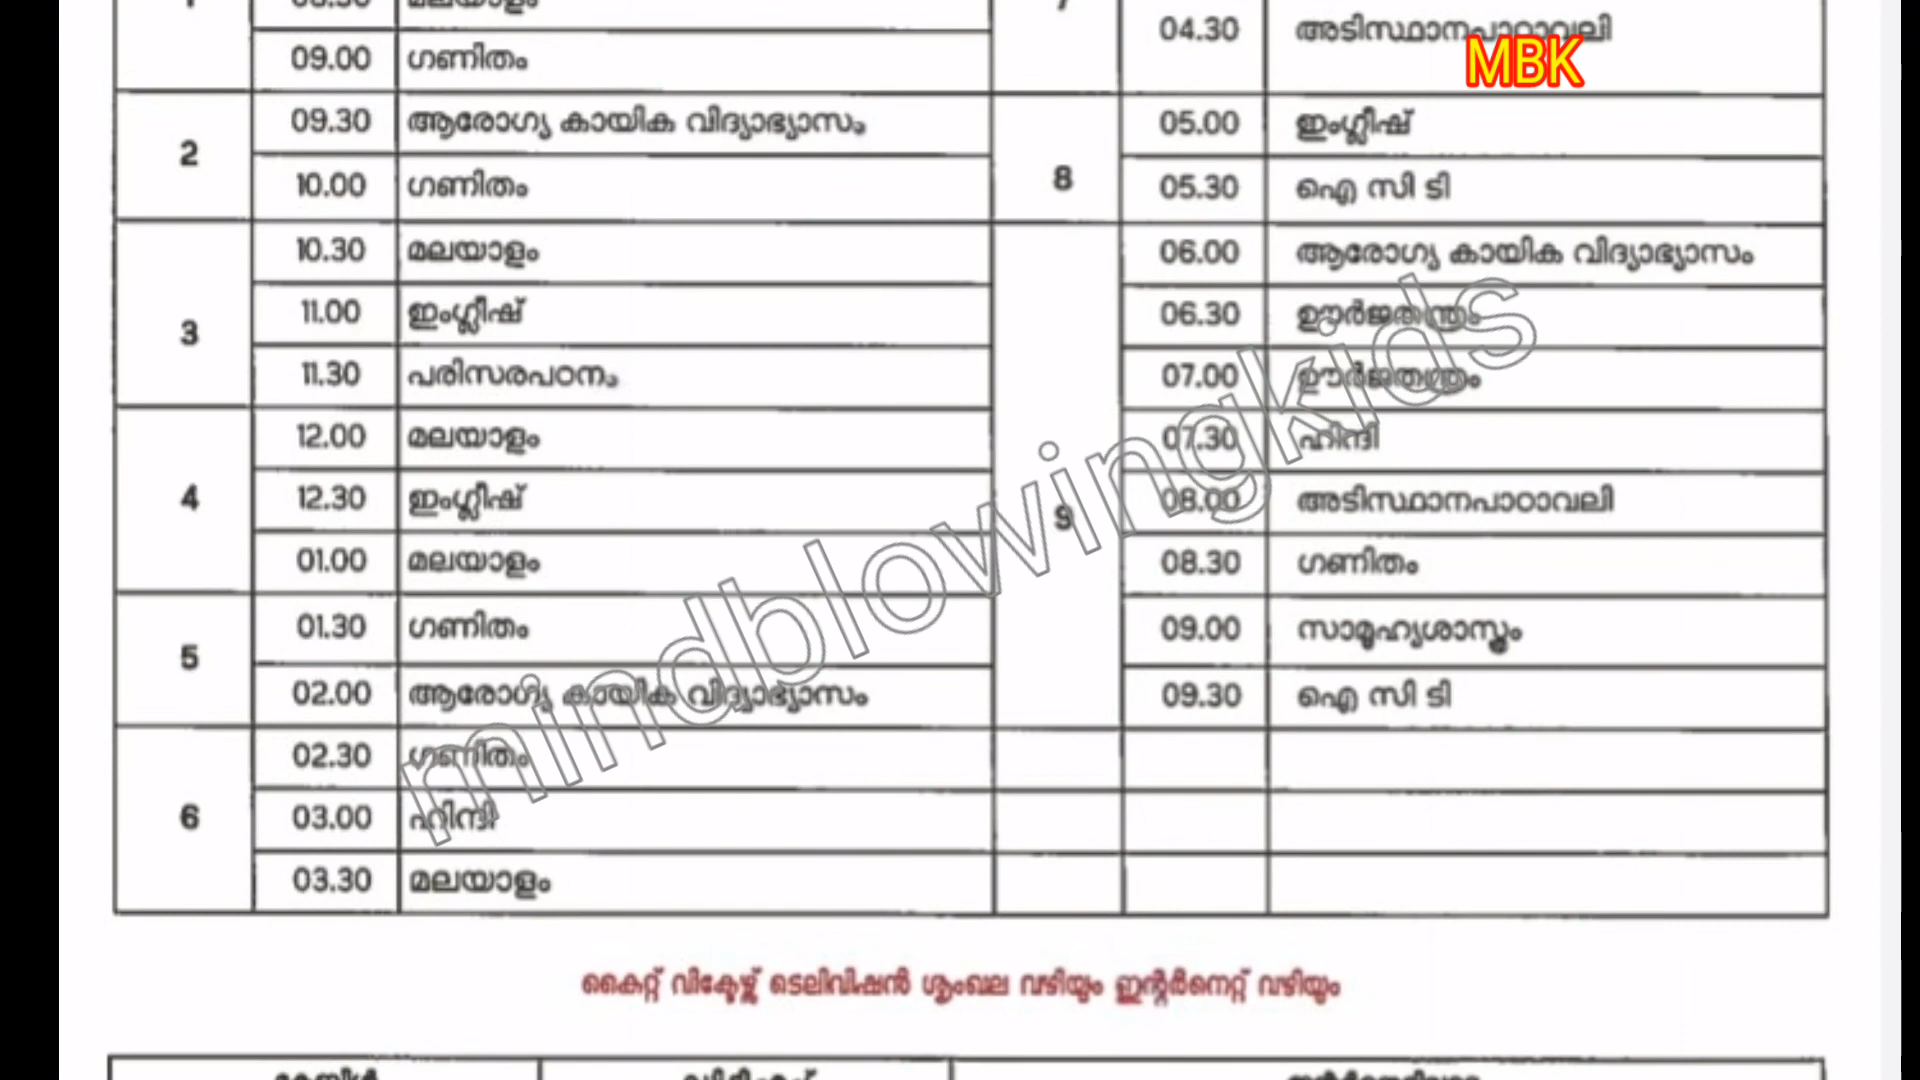 04.30 അടിസ്ഥാനപാഠാവലി
MBK
09.00 ഗണിതം
2
09.30 ആരോഗ്യ കായിക വിദ്യാഭ്യാസം
10.00 ഗണിതം
3
10.30 മലയാളം
11.00 ഇംഗ്ലീഷ്
11.30 പരിസരപഠനം
4
12.00 മലയാളം
12.30 ഇംഗ്ലീഷ്
01.00 മലയാളം
5
01.30 ഗണിതം
02.00 ആരോഗ്യ കായിക വിദ്യാഭ്യാസം
6
02.30 ഗണിതം
03.00 ഹിന്ദി
03.30 മലയാളം
8
05.00 ഇംഗ്ലീഷ്
05.30 ഐ സി ടി
9
06.00 ആരോഗ്യ കായിക വിദ്യാഭ്യാസം
06.30 ഊർജതന്ത്രം
07.00 ഊർജതന്ത്രം
07.30 ഹിന്ദി
08.00 അടിസ്ഥാനപാഠാവലി
08.30 ഗണിതം
09.00 സാമൂഹ്യശാസ്ത്രം
09.30 ഐ സി ടി
mindblowingkids
കൈറ്റ് വിക്ടേഴ്സ് ടെലിവിഷൻ ശൃംഖല വഴിയും ഇന്റർനെറ്റ് വഴിയും